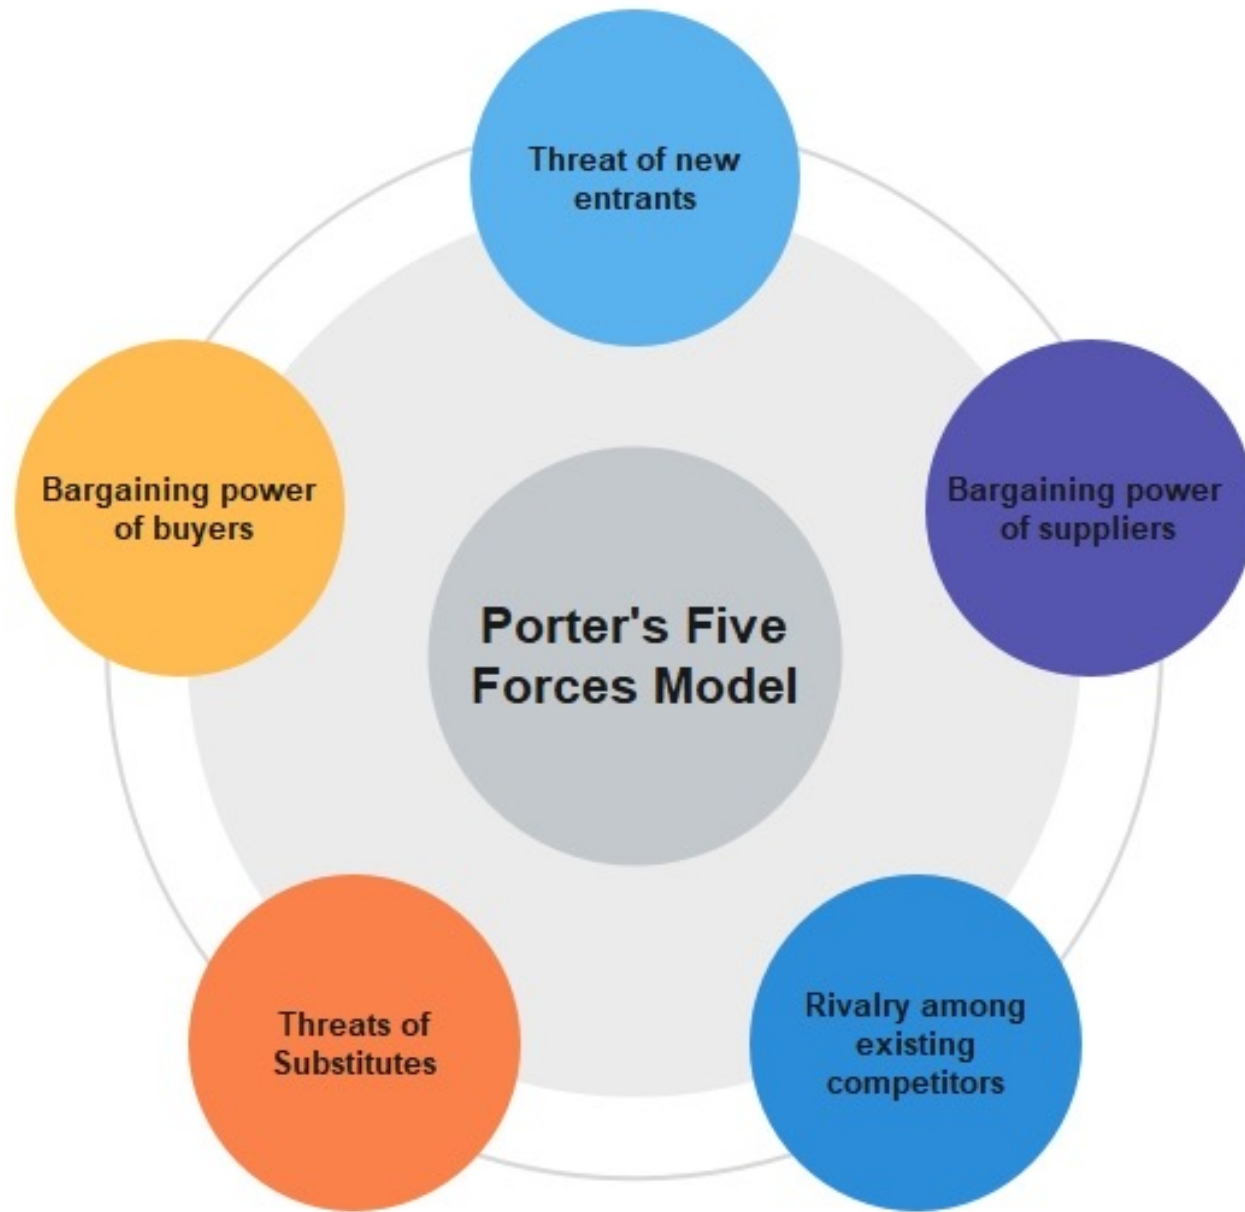 Threat of new
entrants
Bargaining power
of buyers
Bargaining power
of suppliers
Porter's Five
Forces Model
Threats of
Substitutes
Rivalry among
existing
competitors